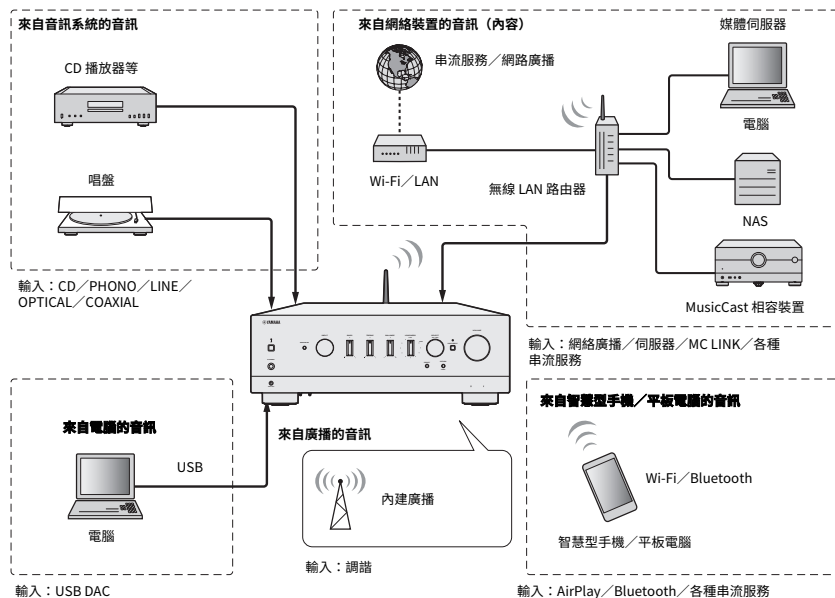 來自音訊系統的音訊
CD 播放器等
唱盤
輸入：CD／PHONO／LINE／
OPTICAL／COAXIAL
來自網絡裝置的音訊（內容）
串流服務／網路廣播
Wi-Fi／LAN
無線 LAN 路由器
媒體伺服器
電腦
NAS
MusicCast 相容裝置
輸入：網絡廣播／伺服器／MC LINK／各種
串流服務
YAMAHA
來自電腦的音訊
USB
電腦
輸入：USB DAC
來自廣播的音訊
內建廣播
輸入：調諧
來自智慧型手機／平板電腦的音訊
Wi-Fi／Bluetooth
智慧型手機／平板電腦
輸入：AirPlay／Bluetooth／各種串流服務